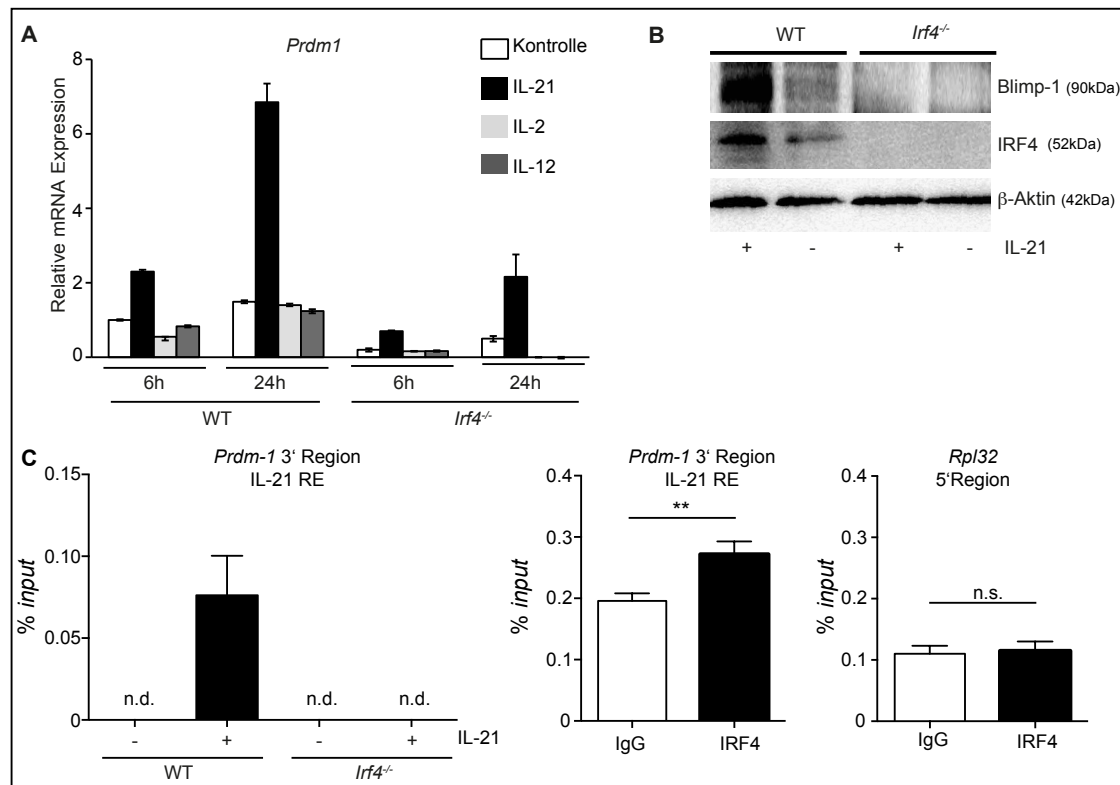 A
Prdm1
Relative mRNA Expression
8
6
4
2
0
Kontrolle
IL-21
IL-2
IL-12
6h 24h 6h 24h
WT Irf4-/-
B
WT Irf4-/-
Blimp-1 (90kDa)
IRF4 (52kDa)
β-Aktin (42kDa)
+ - + - IL-21
C
Prdm-1 3‘ Region
IL-21 RE
% input
0.15
0.10
0.05
0
n.d. n.d. n.d.
- + - + IL-21
WT Irf4-/-
Prdm-1 3‘ Region
IL-21 RE
% input
0.4
0.3
0.2
0.1
0
**
IgG IRF4
Rpl32
5‘Region
% input
0.4
0.3
0.2
0.1
0
n.s.
IgG IRF4